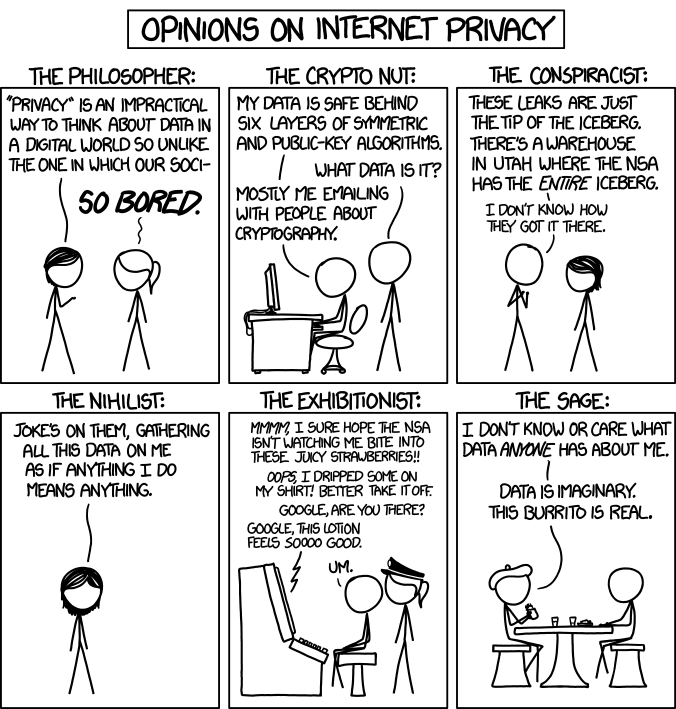 OPINIONS ON INTERNET PRIVACY
THE PHILOSOPHER:
"PRIVACY" IS AN IMPRACTICAL
WAY TO THINK ABOUT DATA IN
A DIGITAL WORLD SO UNLIKE
THE ONE IN WHICH OUR SOCI-
SO BORED.
THE CRYPTO NUT:
MY DATA IS SAFE BEHIND
SIX LAYERS OF SYMMETRIC
AND PUBLIC-KEY ALGORITHMS.
WHAT DATA IS IT?
MOSTLY ME EMAILING
WITH PEOPLE ABOUT
CRYPTOGRAPHY.
THE CONSPIRACIST:
THESE LEAKS ARE JUST
THE TIP OF THE ICEBERG.
THERE'S A WAREHOUSE
IN UTAH WHERE THE NSA
HAS THE ENTIRE ICEBERG.
I DON'T KNOW HOW
THEY GOT IT THERE.
THE NIHILIST:
JOKE'S ON THEM, GATHERING
ALL THIS DATA ON ME
AS IF ANYTHING I DO
MEANS ANYTHING.
THE EXHIBITIONIST:
MMMM, I SURE HOPE THE NSA
ISN'T WATCHING ME BITE INTO
THESE JUICY STRAWBERRIES!!
OOPS, I DRIPPED SOME ON
MY SHIRT! BETTER TAKE IT OFF.
GOOGLE, ARE YOU THERE?
GOOGLE, THIS LOTION
FEELS SOOOO GOOD.
UM.
THE SAGE:
I DON'T KNOW OR CARE WHAT
DATA ANYONE HAS ABOUT ME.
DATA IS IMAGINARY.
THIS BURRITO IS REAL.